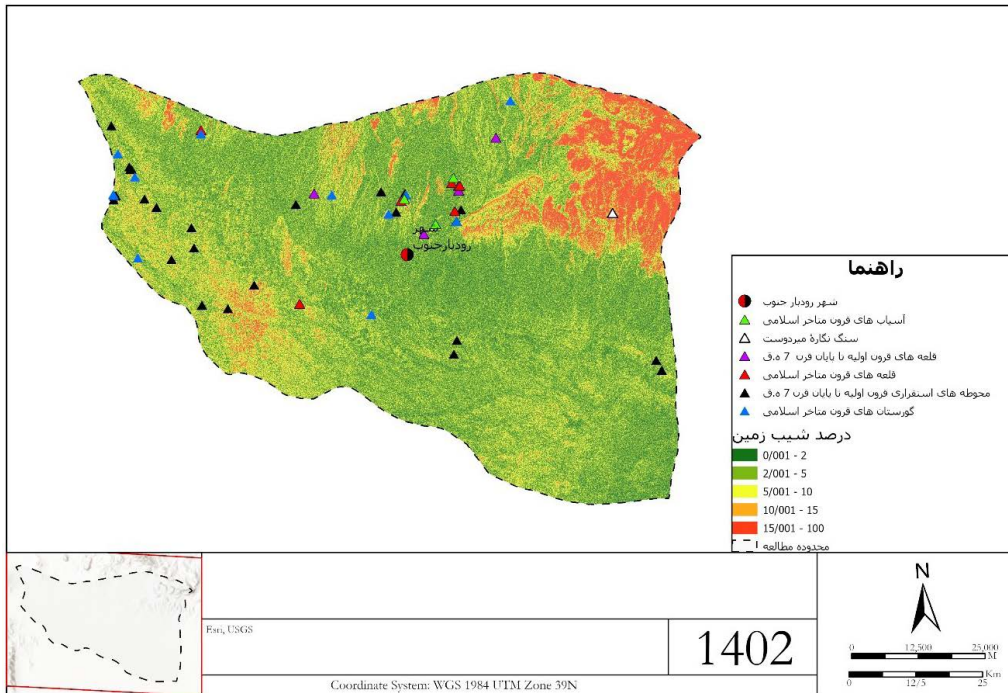 شهر
رودبارجنوب
راهنما
شهر رودبار جنوب
آسیاب های قرون متاخر اسلامی
سنگ نگارهٔ میردوست
قلعه های قرون اولیه تا پایان قرن 7 ه.ق
قلعه های قرون متاخر اسلامی
محوطه های استقراری قرون اولیه تا پایان قرن 7 ه.ق
گورستان های قرون متاخر اسلامی
درصد شیب زمین
0/001 - 2
2/001 - 5
5/001 - 10
10/001 - 15
15/001 - 100
محدوده مطالعه
Esri, USGS
1402
Coordinate System: WGS 1984 UTM Zone 39N
N
0 12,500 25,000
M
Km
0 12/5 25